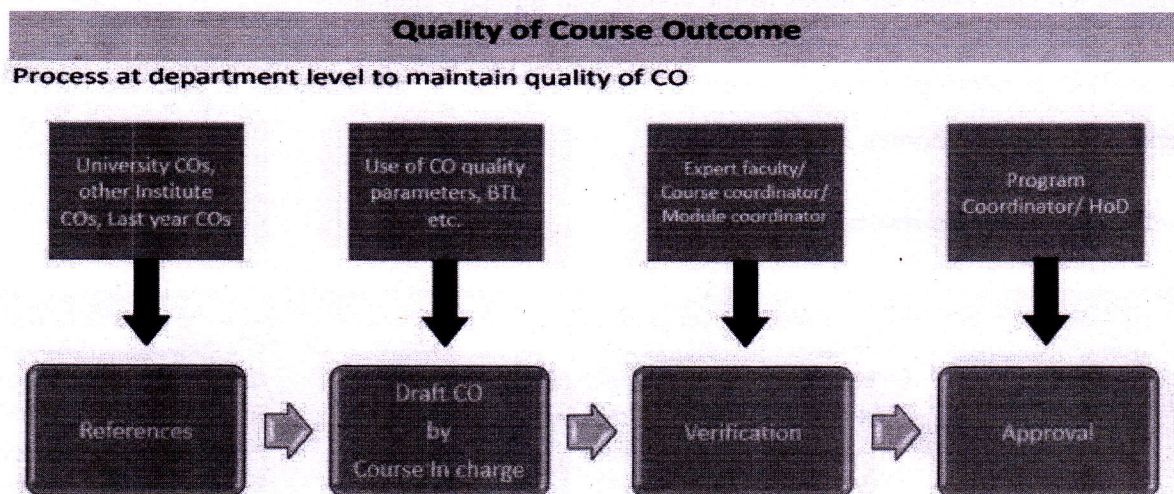 Quality of Course Outcome
Process at department level to maintain quality of CO
University COs,
other Institute
COs, Last year COs
Use of CO quality
parameters, BTL
etc.
Expert faculty/
Course coordinator/
Module coordinator
Program
Coordinator/ HoD
References
Draft CO
by
Course In charge
Verification
Approval